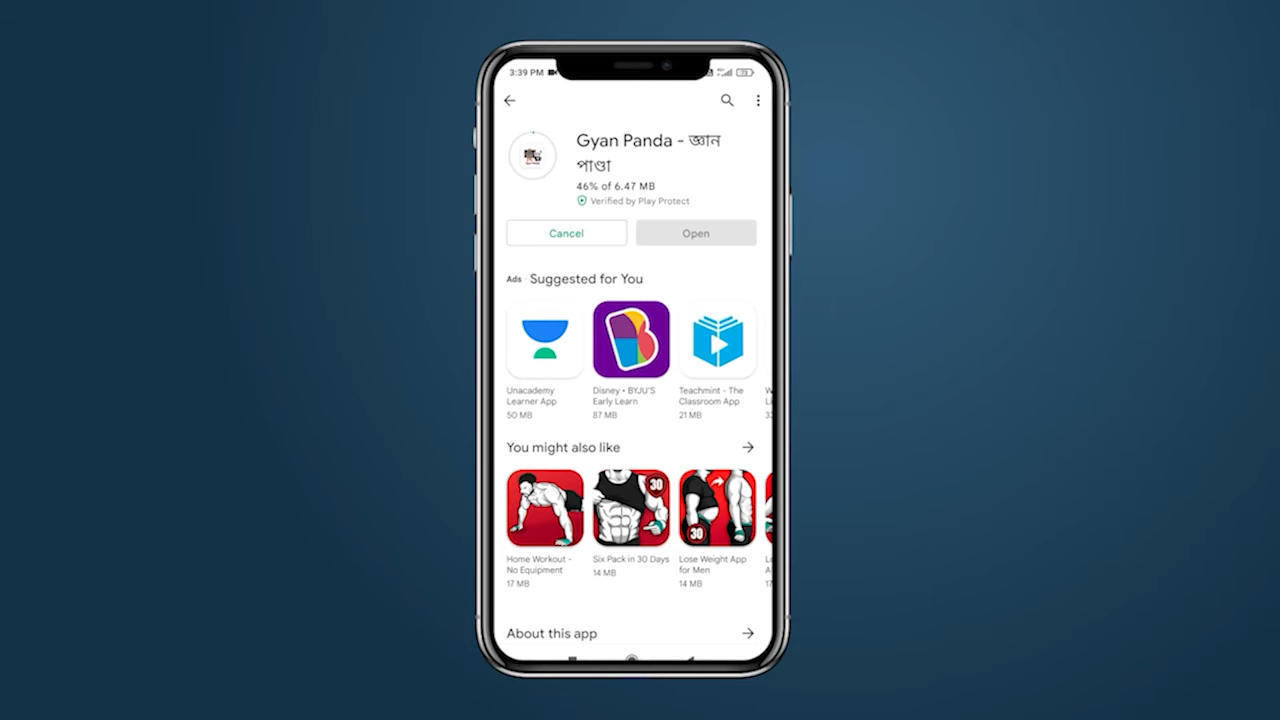 3:39 PM
73
Gyan Panda - জ্ঞান
পাণ্ডা
46% of 6.47 MB
Verified by Play Protect
Cancel
Open
Ads · Suggested for You
Unacademy
Learner App
50 MB
Disney • BYJU'S
Early Learn
87 MB
Teachmint - The
Classroom App
21 MB
You might also like
30
30
Home Workout -
No Equipment
17 MB
Six Pack in 30 Days
14 MB
Lose Weight App
for Men
14 MB
About this app